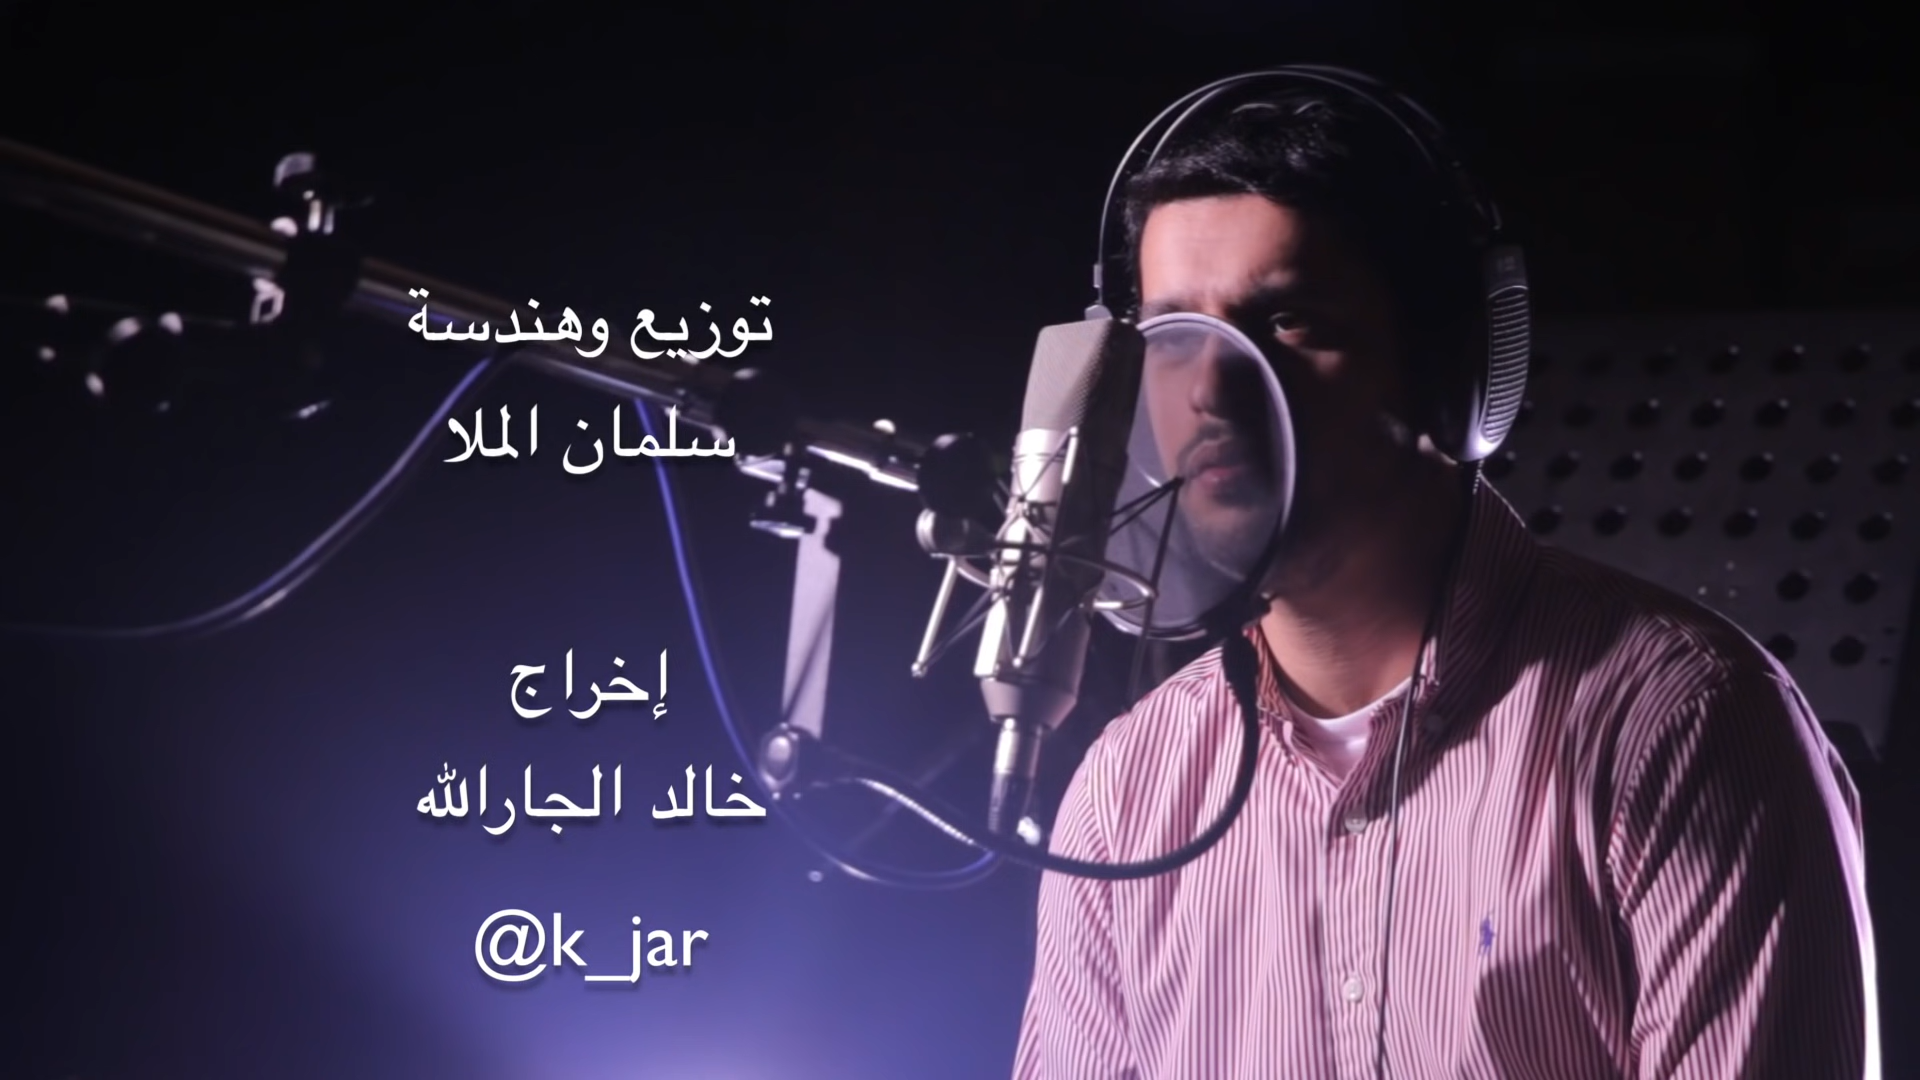 توزيع وهندسة
سلمان الملا
إخراج
خالد الجارالله
@k_jar